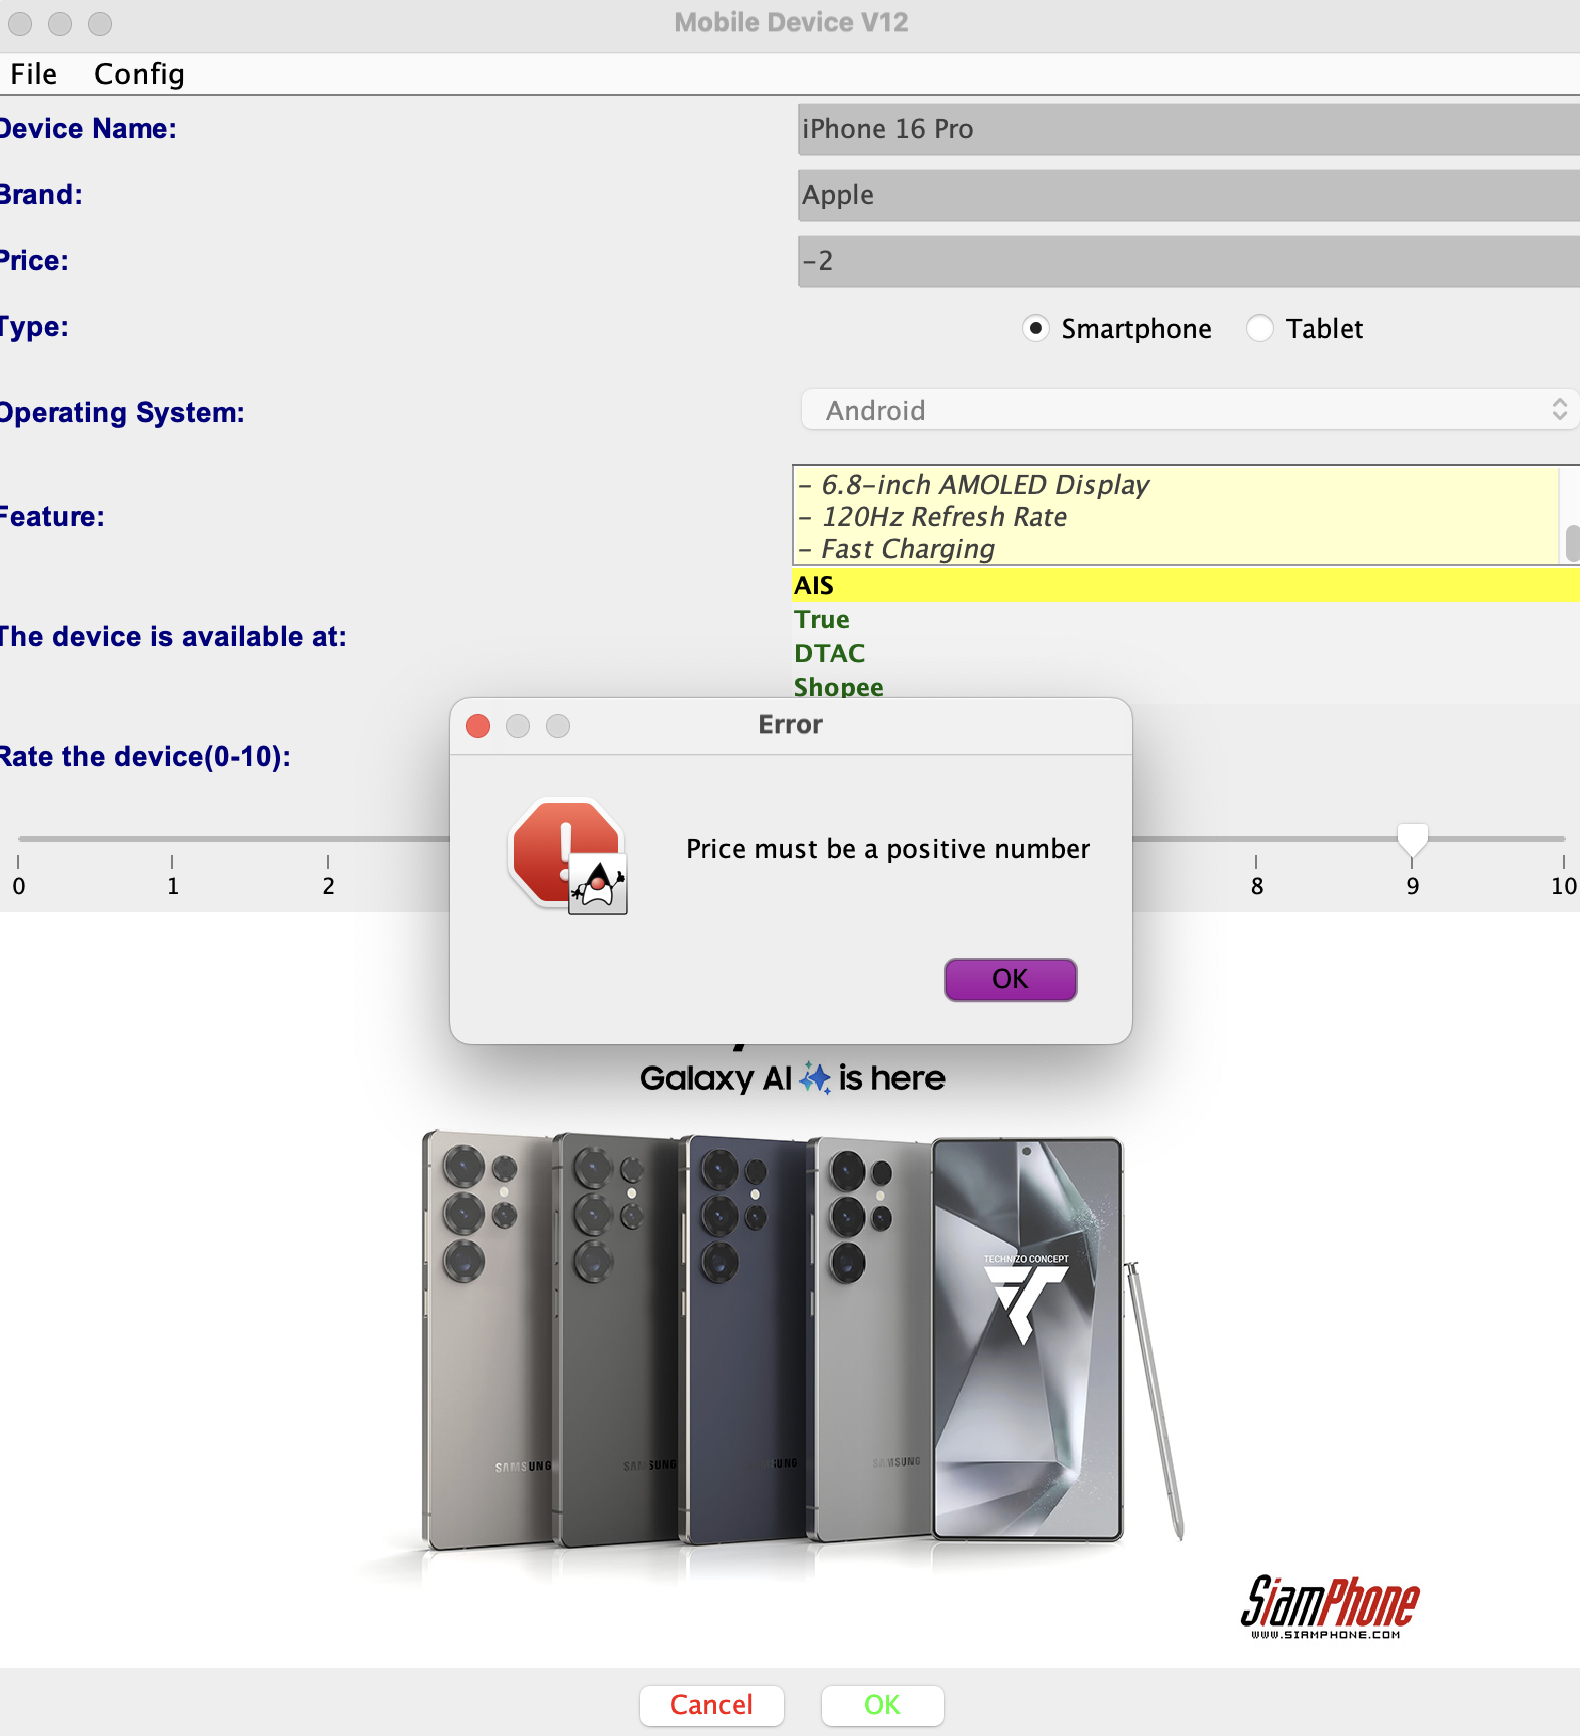 Mobile Device V12
File Config
Device Name:
iPhone 16 Pro
Brand:
Apple
Price:
-2
Type:
Smartphone Tablet
Operating System:
Android
Feature:
- 6.8-inch AMOLED Display
- 120Hz Refresh Rate
- Fast Charging
The device is available at:
AIS
True
DTAC
Shopee
Rate the device(0-10):
0 1 2 8 9 10
Error
Price must be a positive number
OK
Galaxy AI is here
TECHNIZO CONCEPT
SAMSUNG
SAMSUNG
SUNG
SAMSUNG
SiamPhone
WWW.SIAMPHONE.COM
Cancel OK